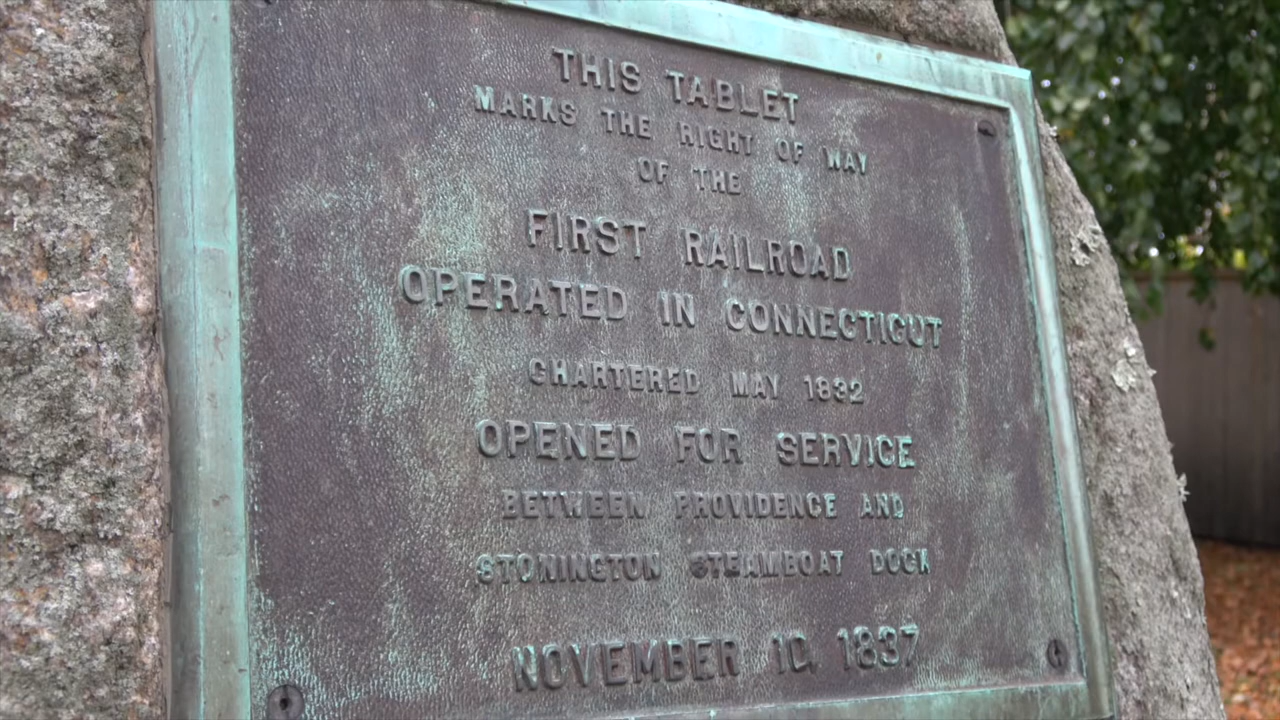 THIS TABLET
MARKS THE RIGHT OF WAY
OF THE
FIRST RAILROAD
OPERATED IN CONNECTICUT
CHARTERED MAY 1832
OPENED FOR SERVICE
BETWEEN PROVIDENCE AND
STONINGTON STEAMBOAT DOCK
NOVEMBER 10, 1837